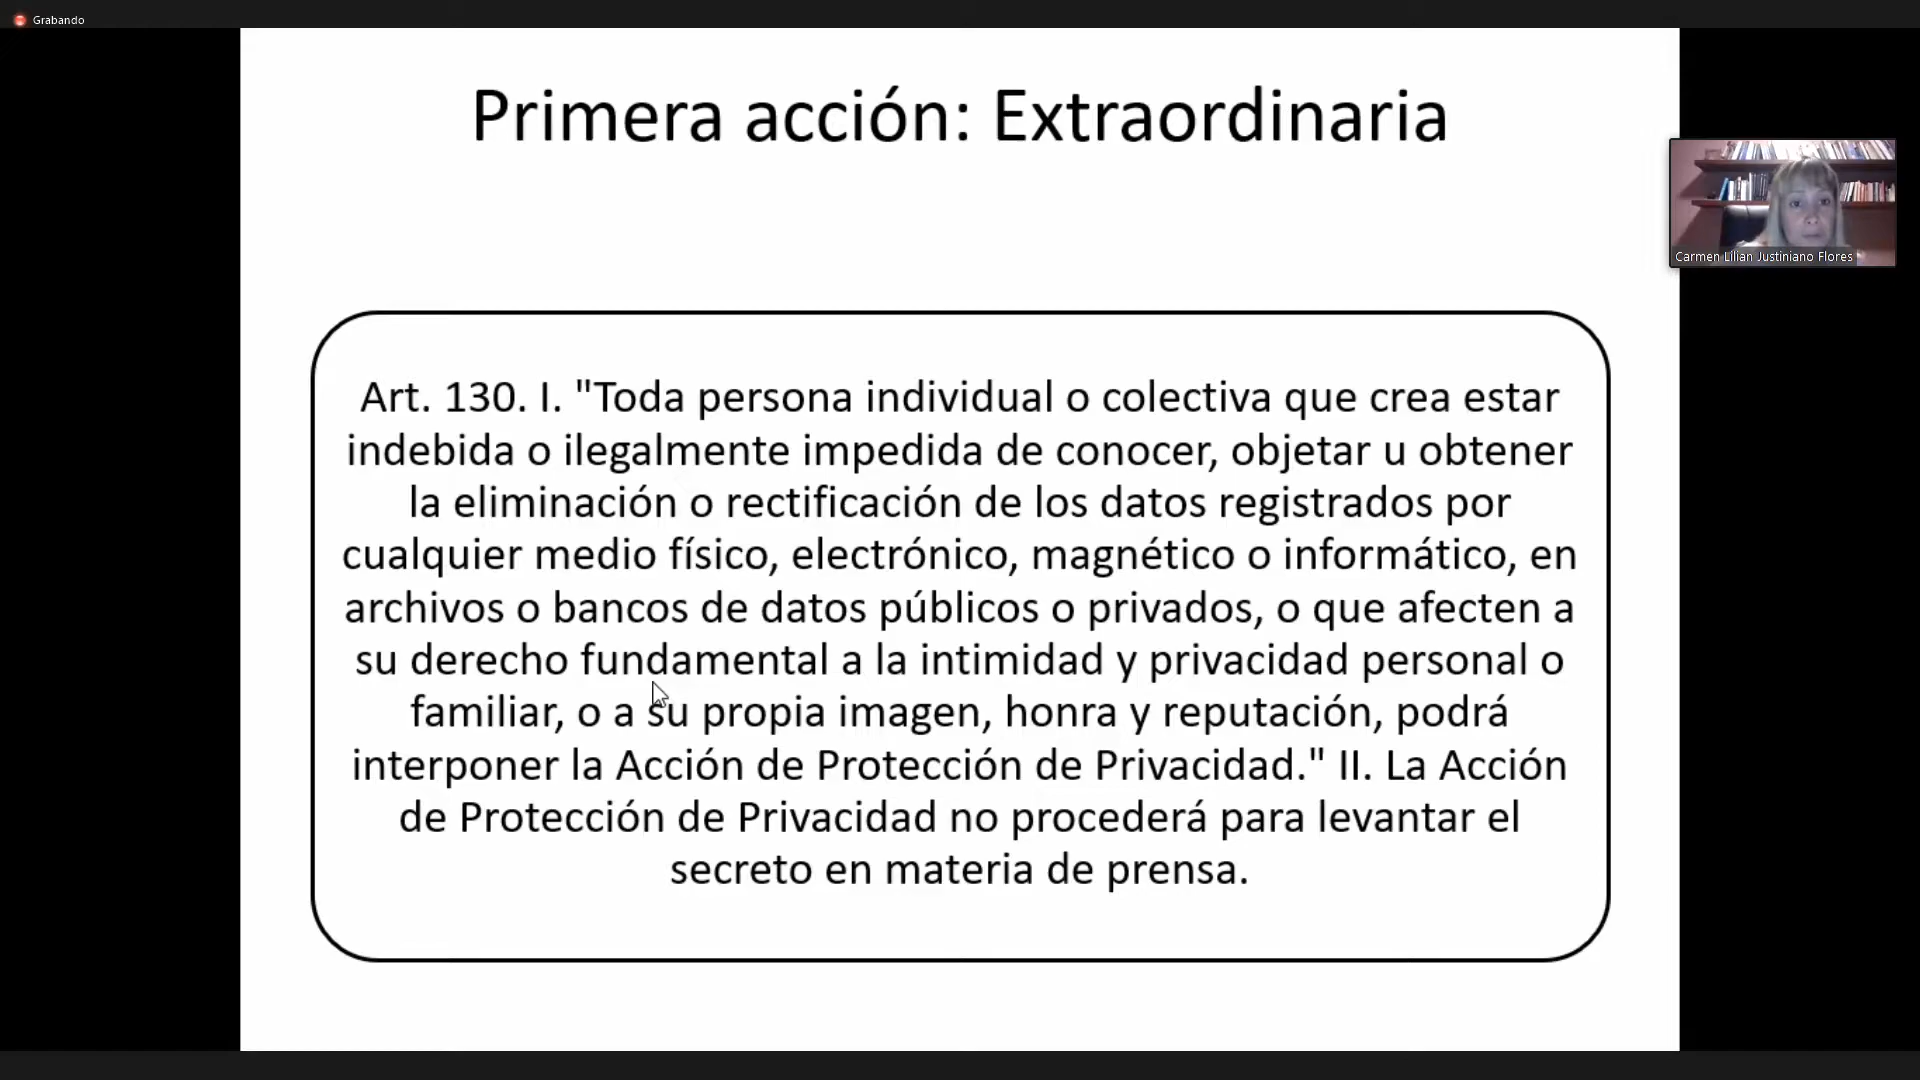 Grabando
Primera acción: Extraordinaria
Carmen Lilian Justiniano Flores
Art. 130. I. "Toda persona individual o colectiva que crea estar
indebida o ilegalmente impedida de conocer, objetar u obtener
la eliminación o rectificación de los datos registrados por
cualquier medio físico, electrónico, magnético o informático, en
archivos o bancos de datos públicos o privados, o que afecten a
su derecho fundamental a la intimidad y privacidad personal o
familiar, o a su propia imagen, honra y reputación, podrá
interponer la Acción de Protección de Privacidad." II. La Acción
de Protección de Privacidad no procederá para levantar el
secreto en materia de prensa.